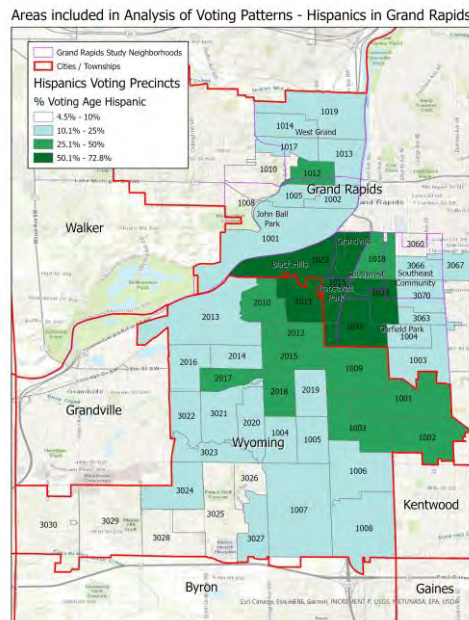 Areas included in Analysis of Voting Patterns - Hispanics in Grand Rapids
Grand Rapids Study Neighborhoods
Cities / Townships
Hispanics Voting Precincts
% Voting Age Hispanic
4.5% - 10%
10.1% - 25%
25.1% - 50%
50.1% - 72.8%
1019
1014
West Grand
1017
1013
1010
1012
Grand Rapids
1008
1005
1002
John Ball
Park
Walker
1001
Grandville
3060
1022
1018
Black Hills
Southwest
3066
3067
Southeast
Community
Roosevelt
Park
2010
2011
3070
2013
3063
2012
Garfield Park
1004
2016
2014
2015
1009
1003
2017
1001
Grandville
2018
2019
3022
3021
2020
1004
1005
1003
1002
Wyoming
3023
1006
3026
3024
Kentwood
3025
1007
3030
3029
3028
3027
1008
Byron
Gaines
Esri Canada, Esri, HERE, Garmin, INCREMENT P, USGS, METI/NASA, EPA, USDA